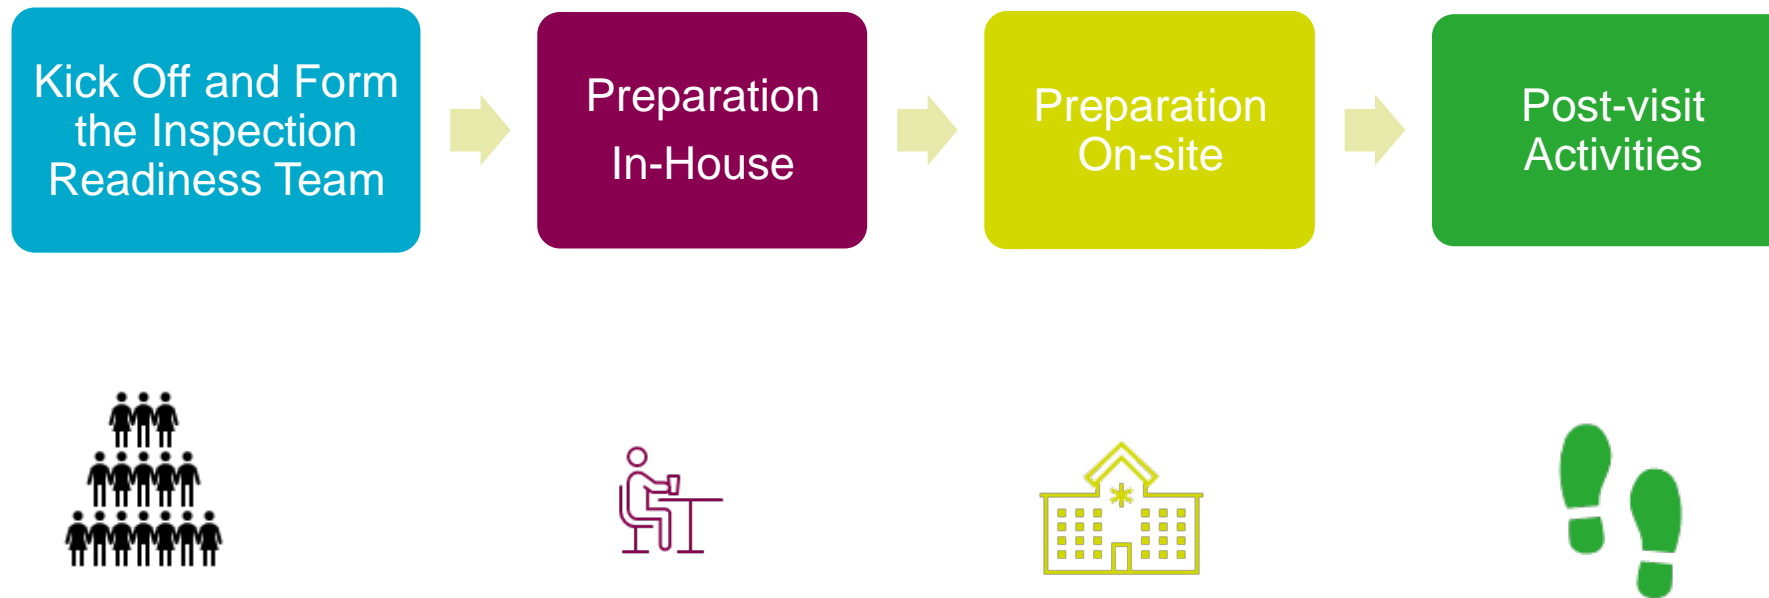 Kick Off and Form
the Inspection
Readiness Team
Preparation
In-House
Preparation
On-site
Post-visit
Activities